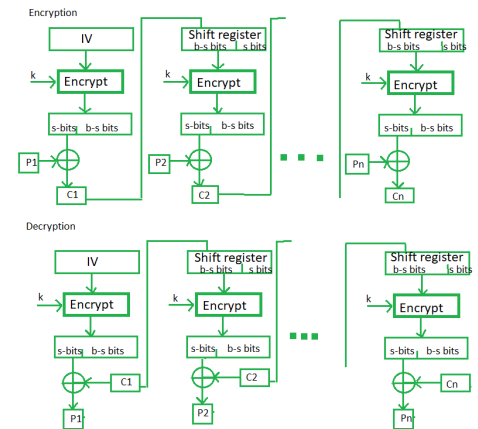 Encryption
IV
Shift register
b-s bits s bits
Shift register
b-s bits s bits
k Encrypt
k Encrypt
k Encrypt
s-bits b-s bits
s-bits b-s bits
s-bits b-s bits
P1
P2
Pn
C1
C2
Cn
Decryption
IV
Shift register
b-s bits s bits
Shift register
b-s bits s bits
k Encrypt
k Encrypt
k Encrypt
s-bits b-s bits
s-bits b-s bits
s-bits b-s bits
C1
C2
Cn
P1
P2
Pn